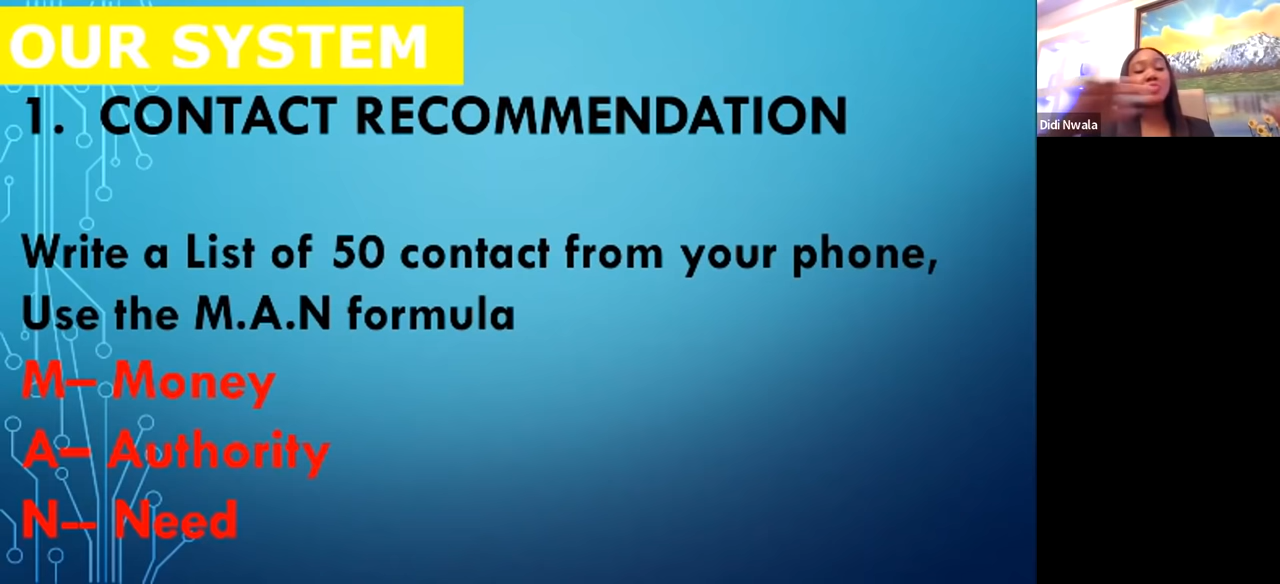 OUR SYSTEM
1. CONTACT RECOMMENDATION
Write a List of 50 contact from your phone,
Use the M.A.N formula
M– Money
A– Authority
N– Need
Didi Nwala